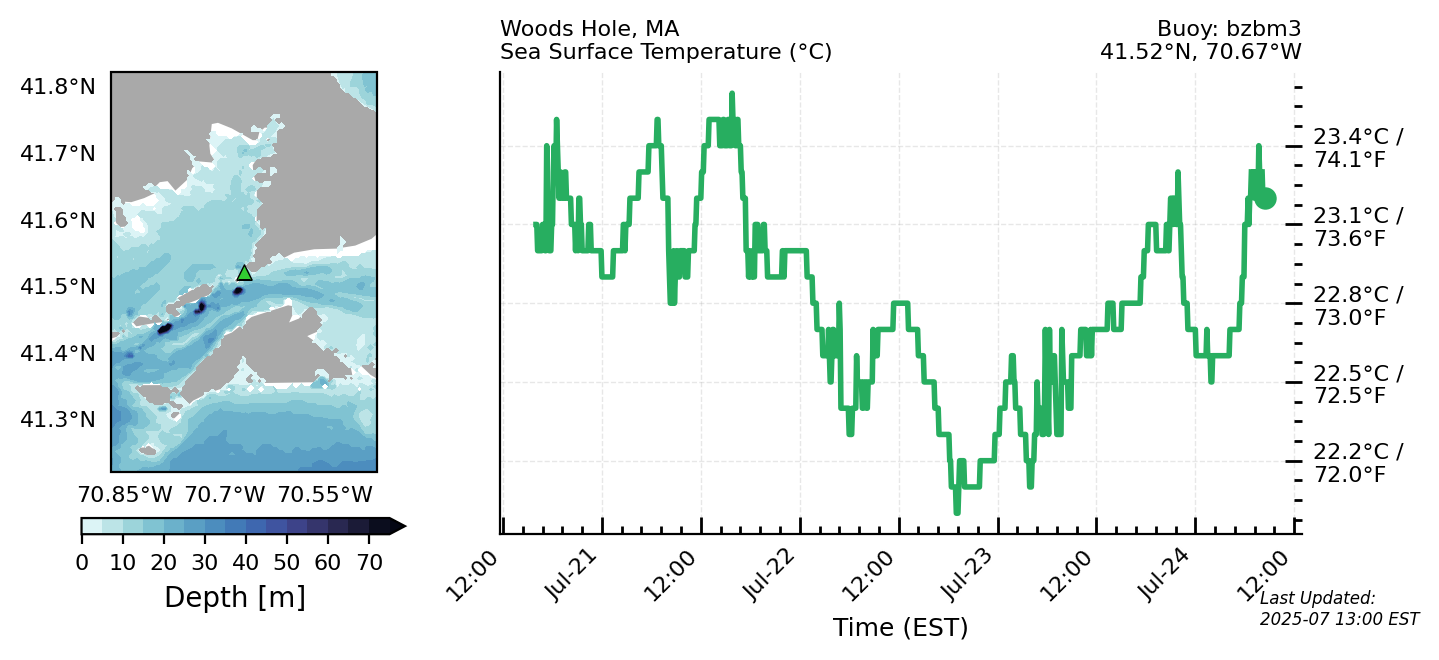 Woods Hole, MA
Sea Surface Temperature (°C)
Buoy: bzbm3
41.52°N, 70.67°W
41.8°N
41.7°N
41.6°N
41.5°N
41.4°N
41.3°N
70.85°W 70.7°W 70.55°W
0 10 20 30 40 50 60 70
Depth [m]
23.4°C /
74.1°F
23.1°C /
73.6°F
22.8°C /
73.0°F
22.5°C /
72.5°F
22.2°C /
72.0°F
12:00 Jul-21 12:00 Jul-22 12:00 Jul-23 12:00 Jul-24 12:00
Time (EST)
Last Updated:
2025-07 13:00 EST